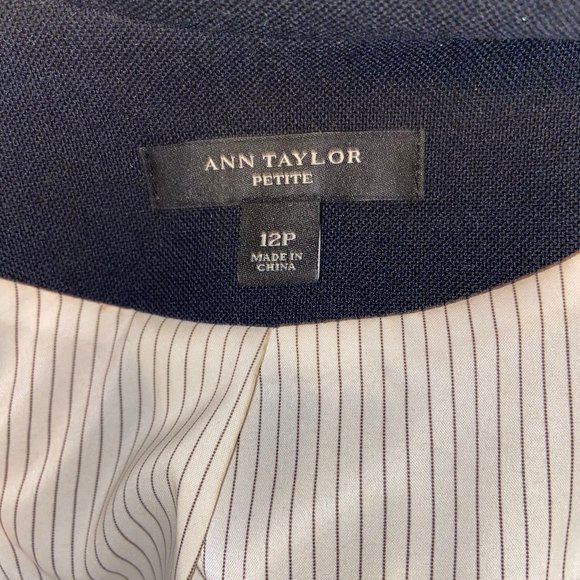 ANN TAYLOR
PETITE
12P
MADE IN
CHINA